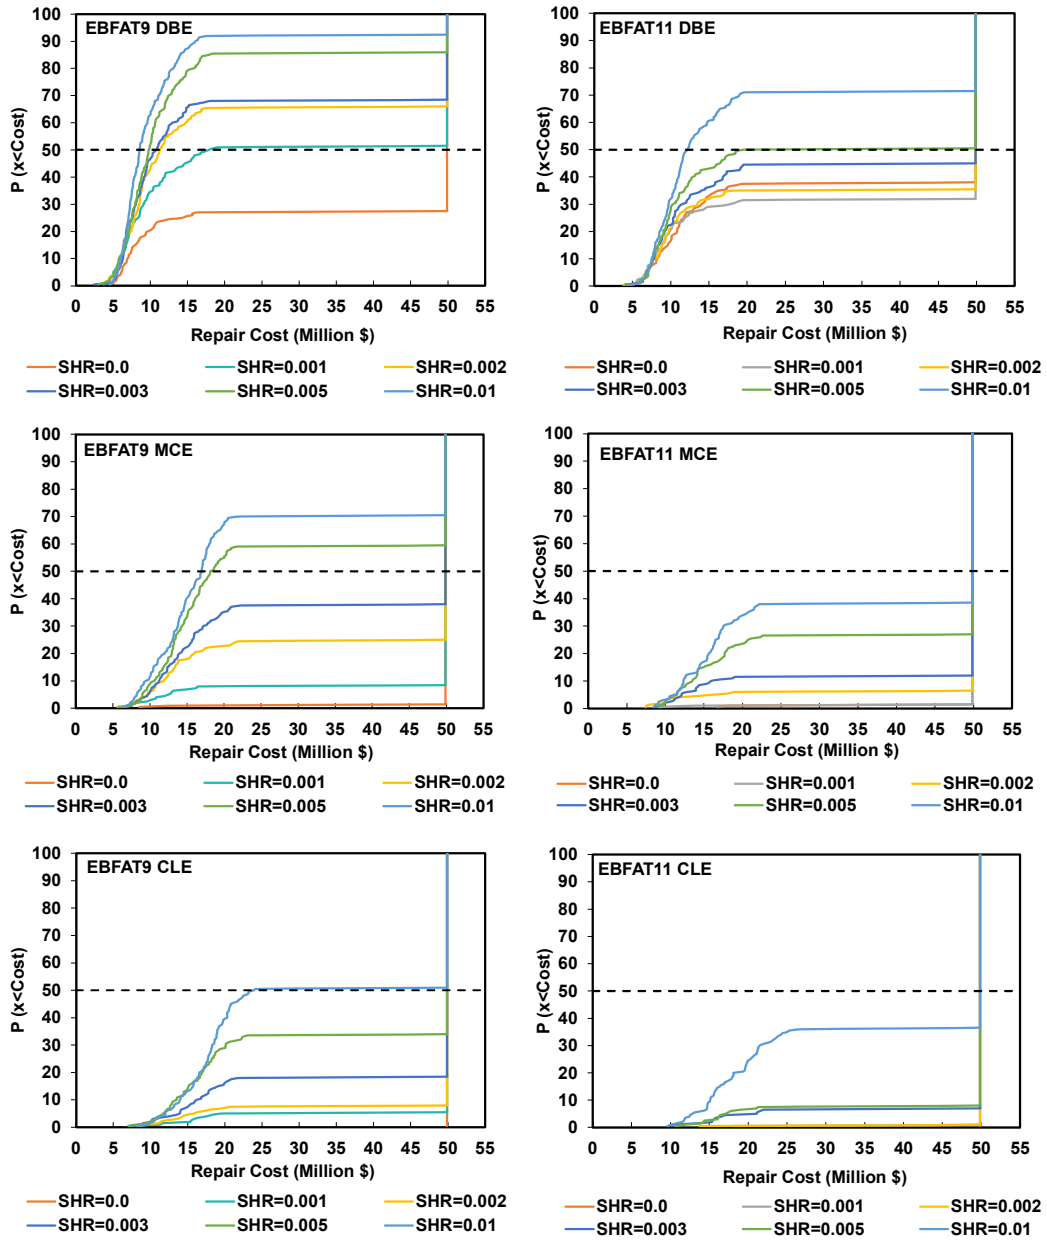 EBFAT9 DBE
P (x<Cost)
100
90
80
70
60
50
40
30
20
10
0
0 5 10 15 20 25 30 35 40 45 50 55
Repair Cost (Million $)
SHR=0.0 SHR=0.001 SHR=0.002
SHR=0.003 SHR=0.005 SHR=0.01
EBFAT11 DBE
P (x<Cost)
100
90
80
70
60
50
40
30
20
10
0
0 5 10 15 20 25 30 35 40 45 50 55
Repair Cost (Million $)
SHR=0.0 SHR=0.001 SHR=0.002
SHR=0.003 SHR=0.005 SHR=0.01
EBFAT9 MCE
P (x<Cost)
100
90
80
70
60
50
40
30
20
10
0
0 5 10 15 20 25 30 35 40 45 50 55
Repair Cost (Million $)
SHR=0.0 SHR=0.001 SHR=0.002
SHR=0.003 SHR=0.005 SHR=0.01
EBFAT11 MCE
P (x<Cost)
100
90
80
70
60
50
40
30
20
10
0
0 5 10 15 20 25 30 35 40 45 50 55
Repair Cost (Million $)
SHR=0.0 SHR=0.001 SHR=0.002
SHR=0.003 SHR=0.005 SHR=0.01
EBFAT9 CLE
P (x<Cost)
100
90
80
70
60
50
40
30
20
10
0
0 5 10 15 20 25 30 35 40 45 50 55
Repair Cost (Million $)
SHR=0.0 SHR=0.001 SHR=0.002
SHR=0.003 SHR=0.005 SHR=0.01
EBFAT11 CLE
P (x<Cost)
100
90
80
70
60
50
40
30
20
10
0
0 5 10 15 20 25 30 35 40 45 50 55
Repair Cost (Million $)
SHR=0.0 SHR=0.001 SHR=0.002
SHR=0.003 SHR=0.005 SHR=0.01